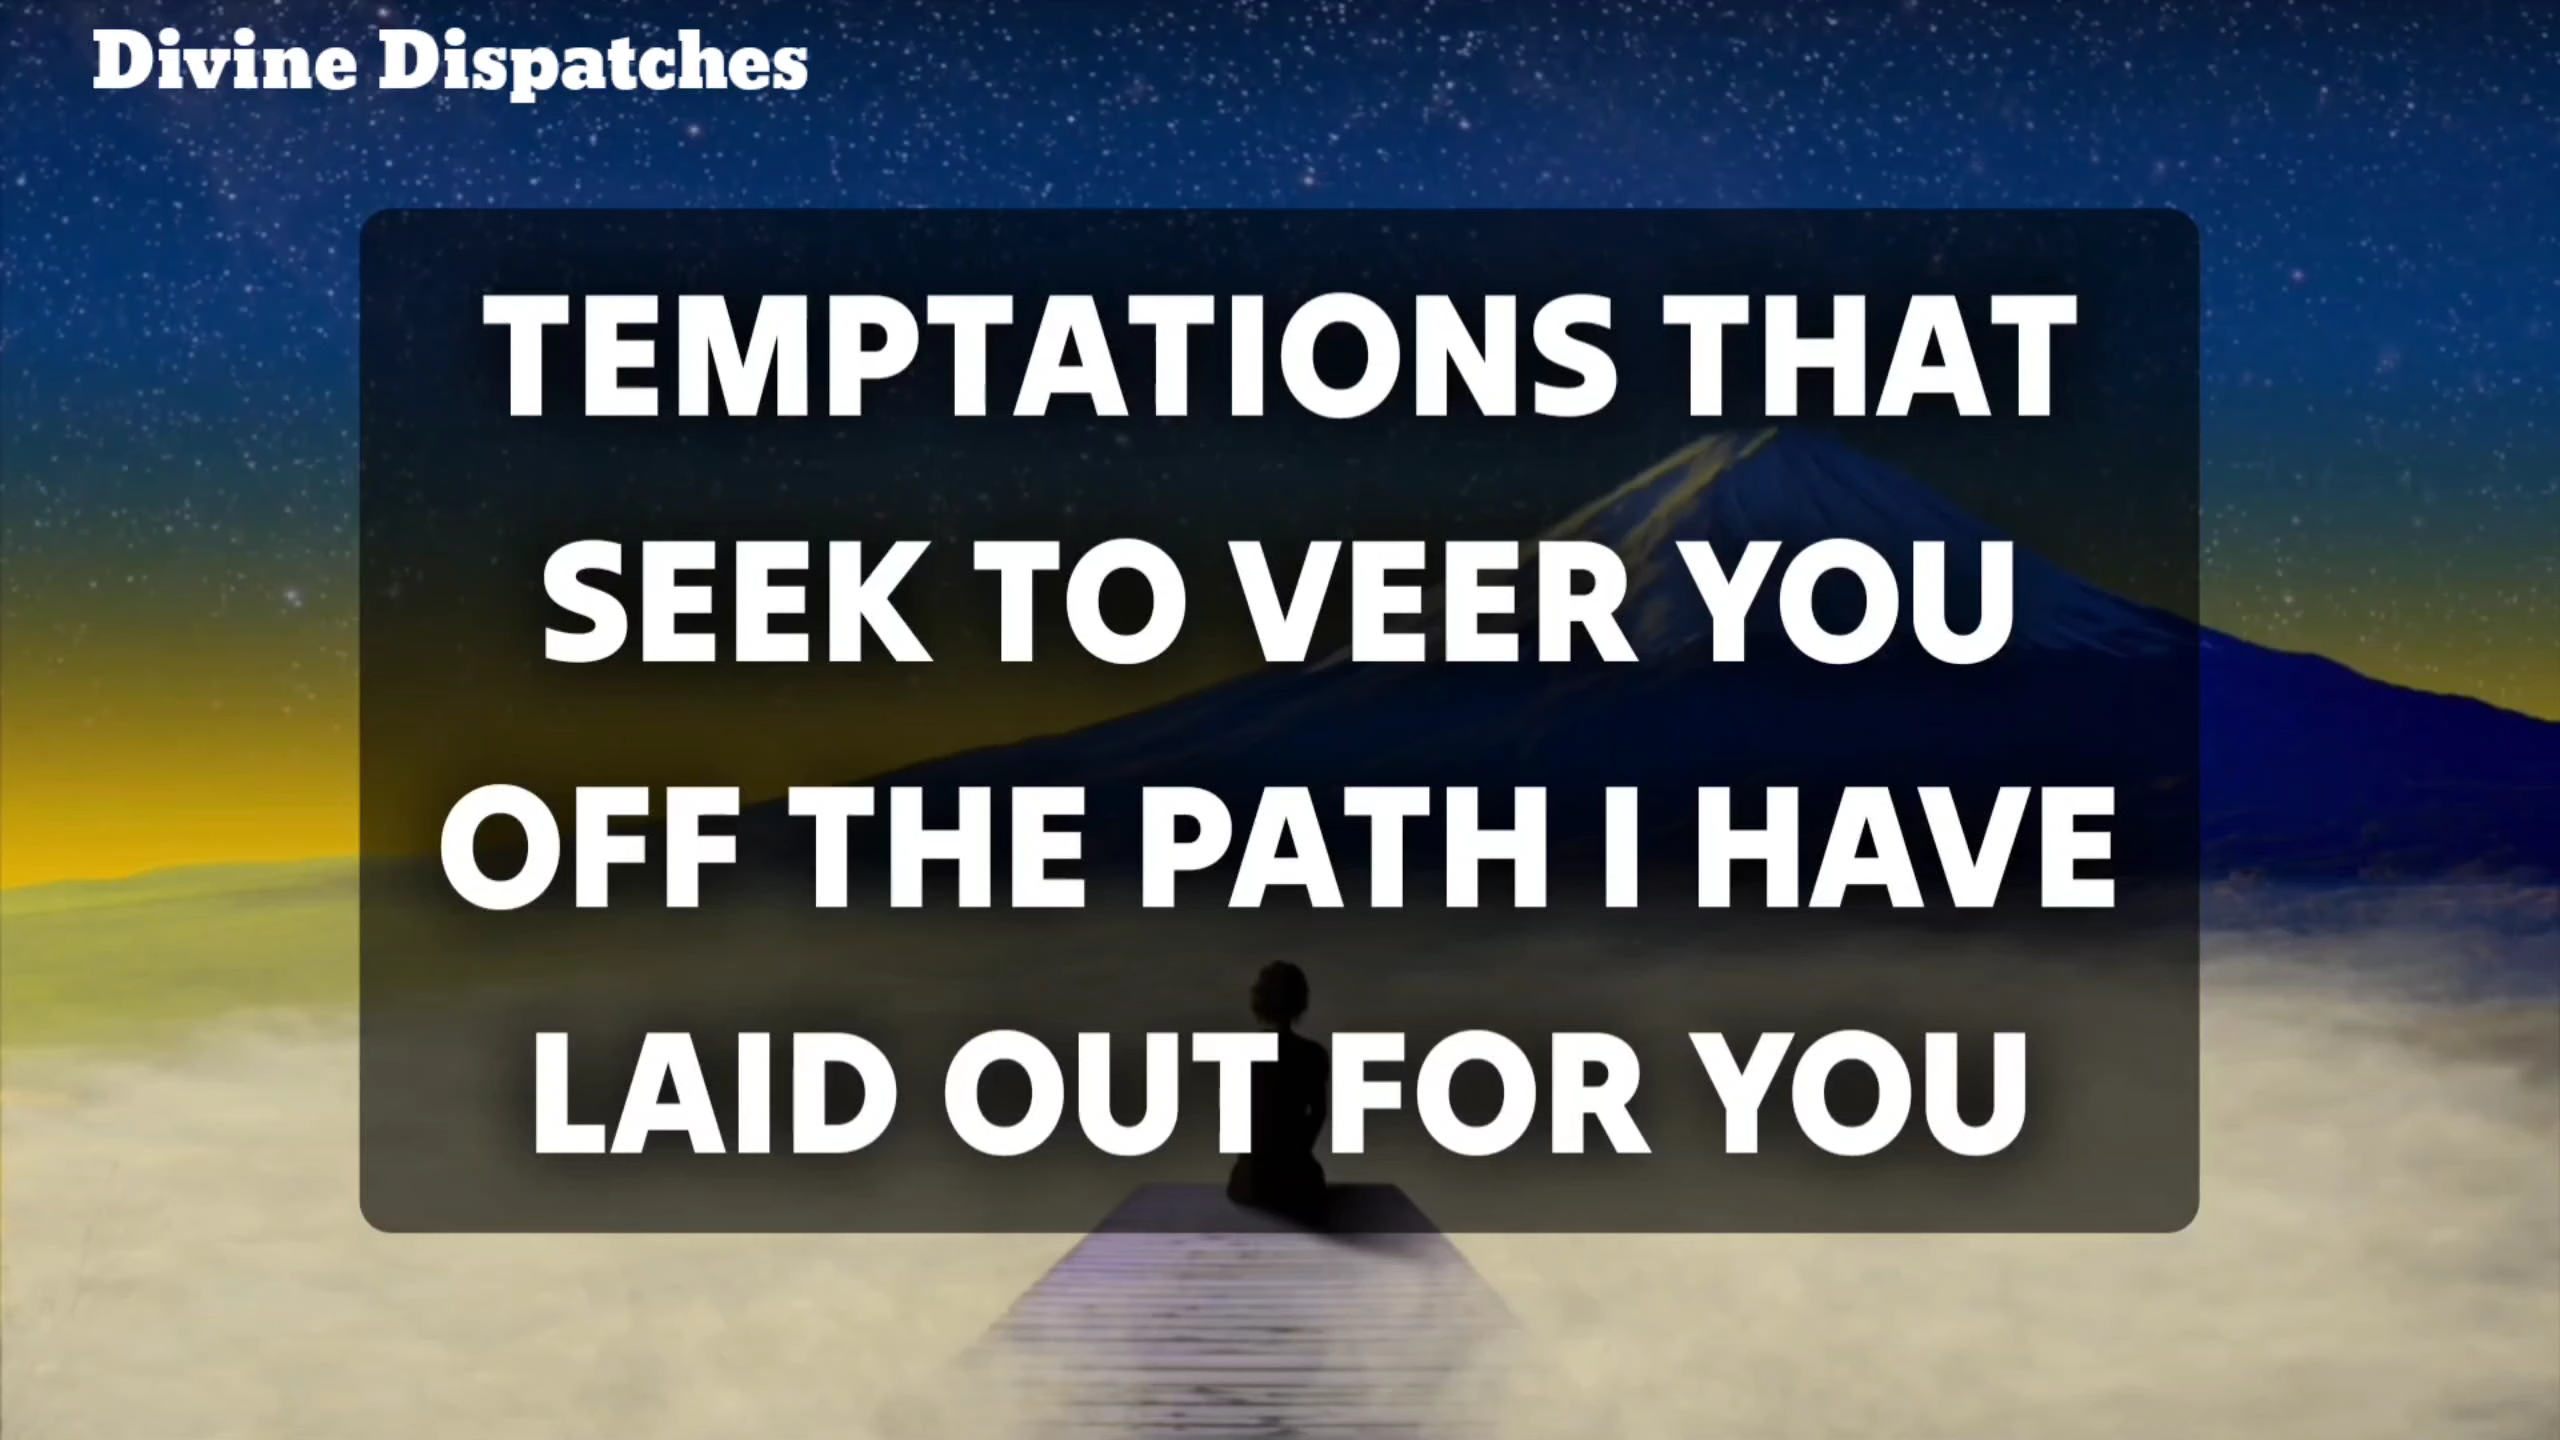 Divine Dispatches
TEMPTATIONS THAT
SEEK TO VEER YOU
OFF THE PATH I HAVE
LAID OUT FOR YOU